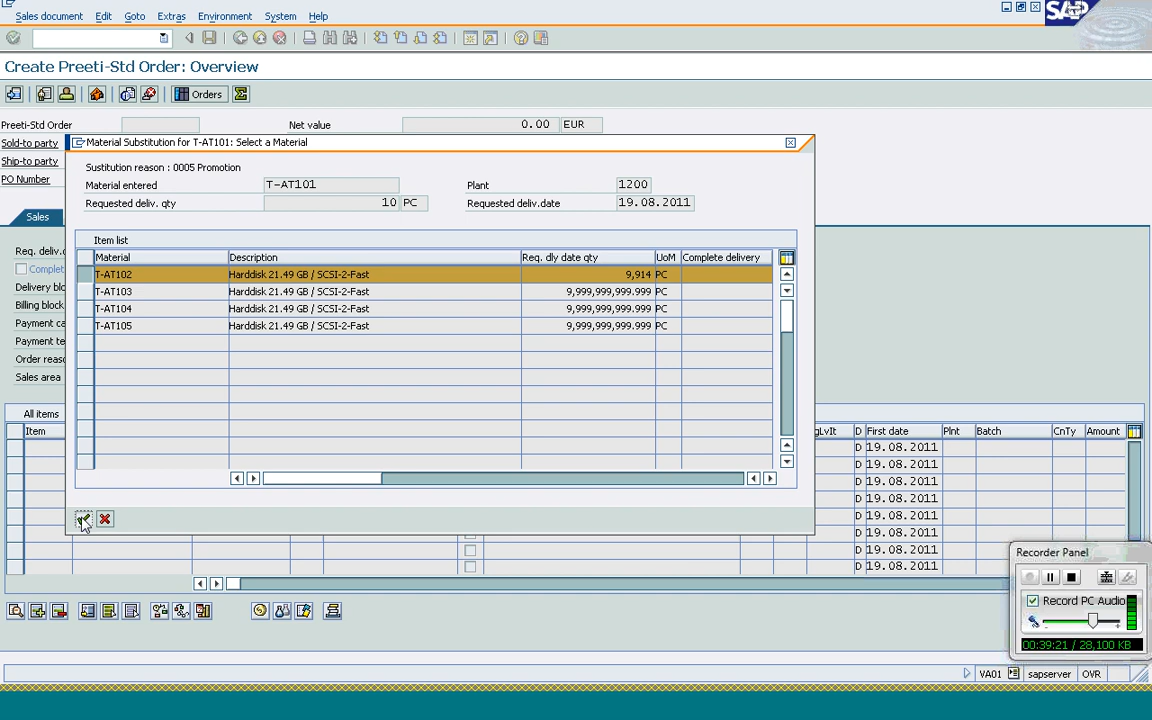 Sales document Edit Goto Extras Environment System Help
SAP
Create Preeti-Std Order: Overview
Orders
Preeti-Std Order Net value 0.00 EUR
Sold-to party
Ship-to party
PO Number
Material Substitution for T-AT101: Select a Material
Sustitution reason : 0005 Promotion
Material entered T-AT101 Plant 1200
Requested deliv. qty 10 PC Requested deliv.date 19.08.2011
Item list
Material Description Req. dly date qty UoM Complete delivery
T-AT102 Harddisk 21.49 GB / SCSI-2-Fast 9,914 PC
T-AT103 Harddisk 21.49 GB / SCSI-2-Fast 9,999,999,999.999 PC
T-AT104 Harddisk 21.49 GB / SCSI-2-Fast 9,999,999,999.999 PC
T-AT105 Harddisk 21.49 GB / SCSI-2-Fast 9,999,999,999.999 PC
Sales
Req. deliv.d
Complet
Delivery blo
Billing block
Payment ca
Payment te
Order reaso
Sales area
All items
Item gLvIt D First date Plnt Batch CnTy Amount
D 19.08.2011
D 19.08.2011
D 19.08.2011
D 19.08.2011
D 19.08.2011
D 19.08.2011
D 19.08.2011
D 19.08.2011
Recorder Panel
Record PC Audio
00:39:21 / 28,100 KB
VA01 sapserver OVR